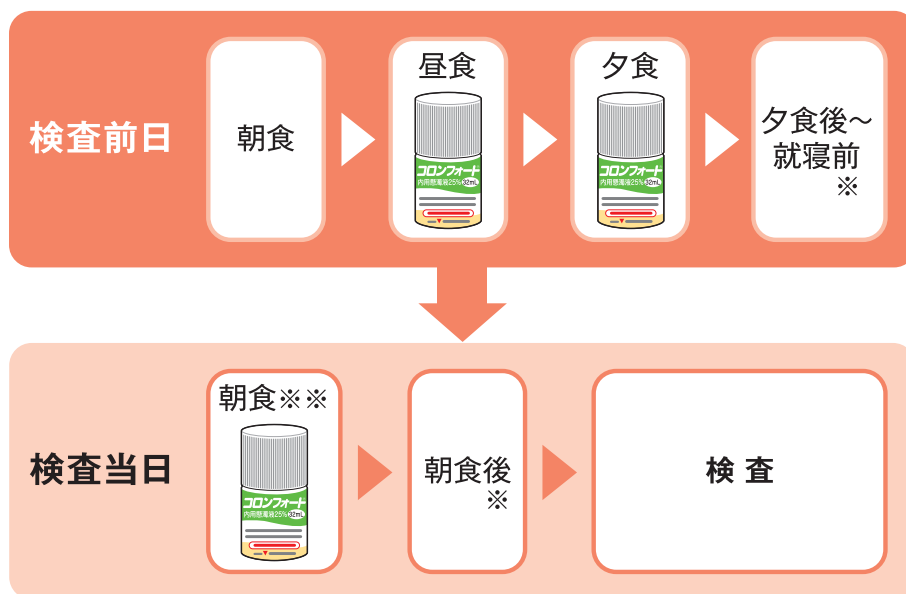 検査前日
朝食
昼食
コロンフォート
内用懸濁液25% 32mL
夕食
コロンフォート
内用懸濁液25% 32mL
夕食後～
就寝前
※
検査当日
朝食※※
コロンフォート
内用懸濁液25% 32mL
朝食後
※
検査